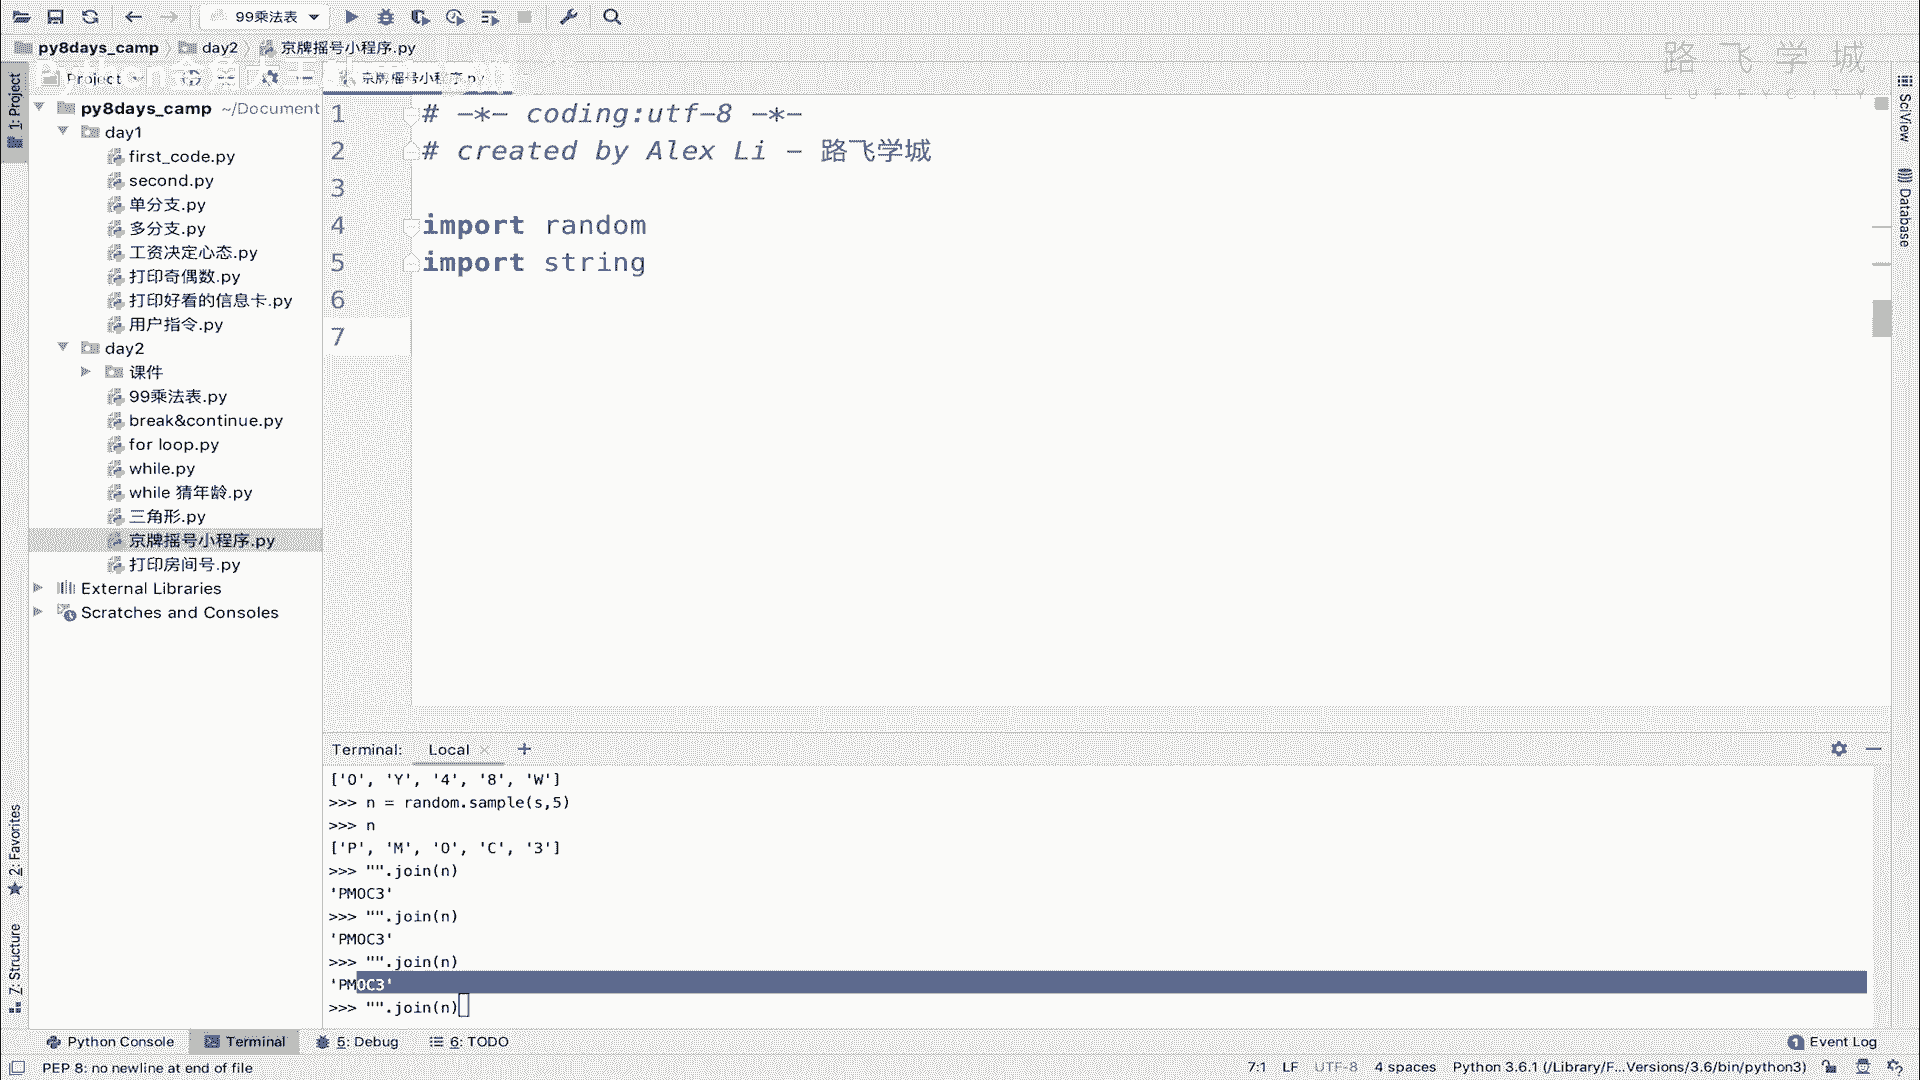 99乘法表
py8days_camp
day2
京牌摇号小程序.py
路飞学城
LUFFYCITY
Project
京牌摇号小程序.py
1: Project
py8days_camp ~/Document
day1
first_code.py
second.py
单分支.py
多分支.py
工资决定心态.py
打印奇偶数.py
打印好看的信息卡.py
用户指令.py
day2
课件
99乘法表.py
break&continue.py
for loop.py
while.py
while 猜年龄.py
三角形.py
京牌摇号小程序.py
打印房间号.py
External Libraries
Scratches and Consoles
1 # -*- coding:utf-8 -*-
2 # created by Alex Li - 路飞学城
3
4 import random
5 import string
6
7
SciView
Database
Terminal: Local
['O', 'Y', '4', '8', 'W']
>>> n = random.sample(s,5)
>>> n
['P', 'M', 'O', 'C', '3']
>>> "".join(n)
'PMOC3'
>>> "".join(n)
'PMOC3'
>>> "".join(n)
'PMOC3'
>>> "".join(n)
2: Favorites
7: Structure
Python Console
Terminal
5: Debug
6: TODO
1 Event Log
PEP 8: no newline at end of file
7:1 LF UTF-8 4 spaces Python 3.6.1 (/Library/F...Versions/3.6/bin/python3)